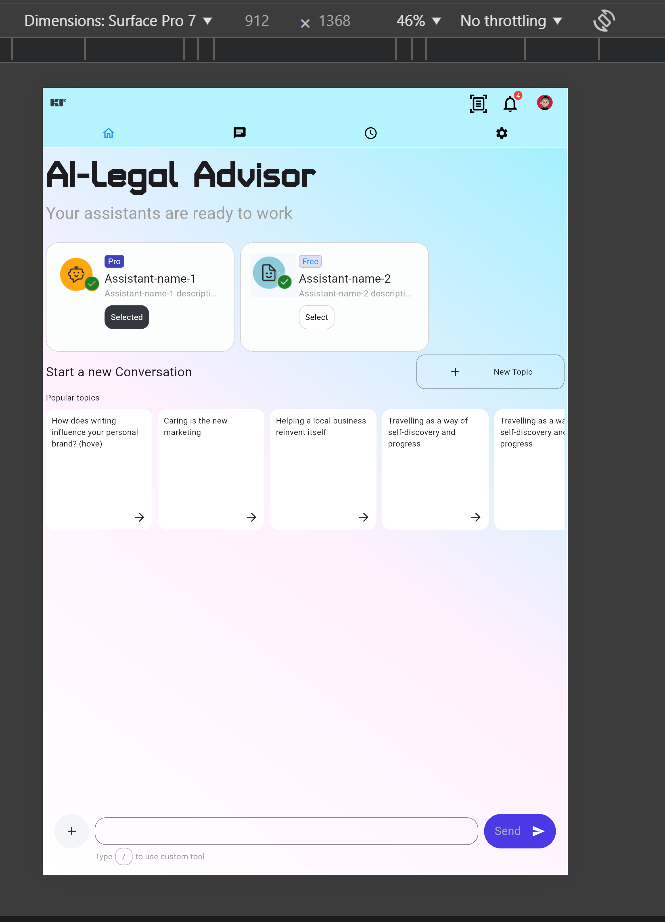 Dimensions: Surface Pro 7 ▼ 912 × 1368 46% ▼ No throttling ▼
4
AI-Legal Advisor
Your assistants are ready to work
Pro
Assistant-name-1
Assistant-name-1 descripti...
Selected
Free
Assistant-name-2
Assistant-name-2 descripti...
Select
Start a new Conversation
+ New Topic
Popular topics
How does writing
influence your personal
brand? (hove)
Caring is the new
marketing
Helping a local business
reinvent itself
Travelling as a way of
self-discovery and
progress
Travelling as a wa
self-discovery and
progress
+
Send
Type / to use custom tool